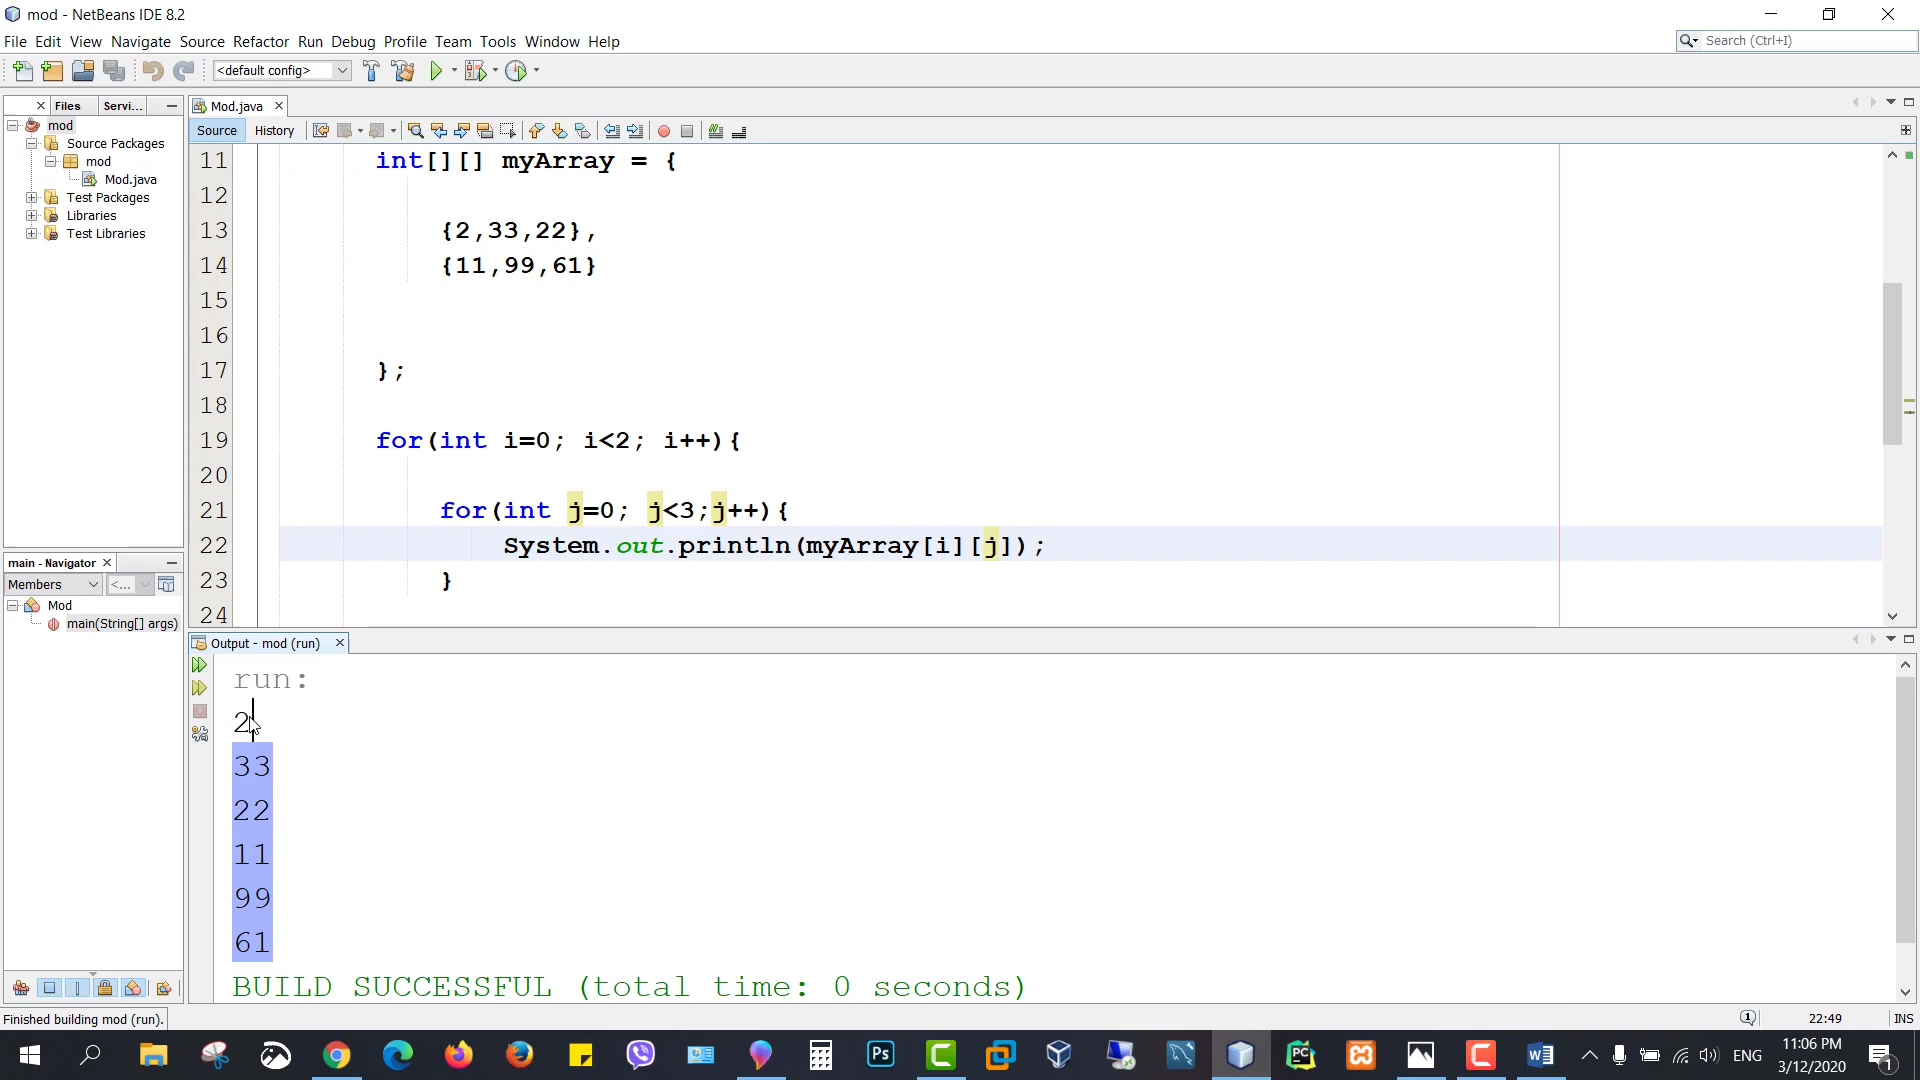 mod - NetBeans IDE 8.2
File Edit View Navigate Source Refactor Run Debug Profile Team Tools Window Help
Search (Ctrl+I)
<default config>
Files Servi...
Mod.java
mod
Source Packages
mod
Mod.java
Test Packages
Libraries
Test Libraries
Source History
11 int[][] myArray = {
12
13 {2,33,22},
14 {11,99,61}
15
16
17 };
18
19 for(int i=0; i<2; i++){
20
21 for(int j=0; j<3;j++){
22 System.out.println(myArray[i][j]);
23 }
24
main - Navigator
Members <...
Mod
main(String[] args)
Output - mod (run)
run:
2
33
22
11
99
61
BUILD SUCCESSFUL (total time: 0 seconds)
Finished building mod (run).
1 22:49 INS
Ps PC ENG
11:06 PM
3/12/2020
1